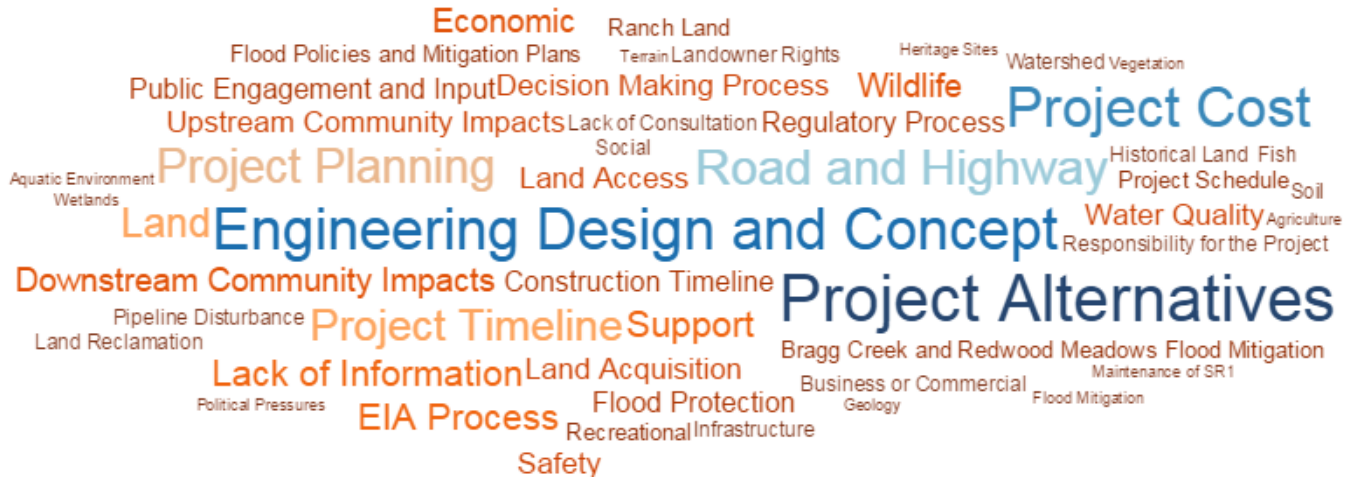 Economic
Ranch Land
Flood Policies and Mitigation Plans
Terrain
Landowner Rights
Heritage Sites
Watershed
Vegetation
Public Engagement and Input
Decision Making Process
Wildlife
Project Cost
Upstream Community Impacts
Lack of Consultation
Regulatory Process
Social
Project Planning
Road and Highway
Historical Land
Fish
Aquatic Environment
Land Access
Project Schedule
Soil
Wetlands
Land
Engineering Design and Concept
Water Quality
Agriculture
Responsibility for the Project
Downstream Community Impacts
Construction Timeline
Project Alternatives
Pipeline Disturbance
Project Timeline
Support
Land Reclamation
Bragg Creek and Redwood Meadows Flood Mitigation
Lack of Information
Land Acquisition
Maintenance of SR1
Business or Commercial
Political Pressures
EIA Process
Flood Protection
Geology
Flood Mitigation
Recreational
Infrastructure
Safety